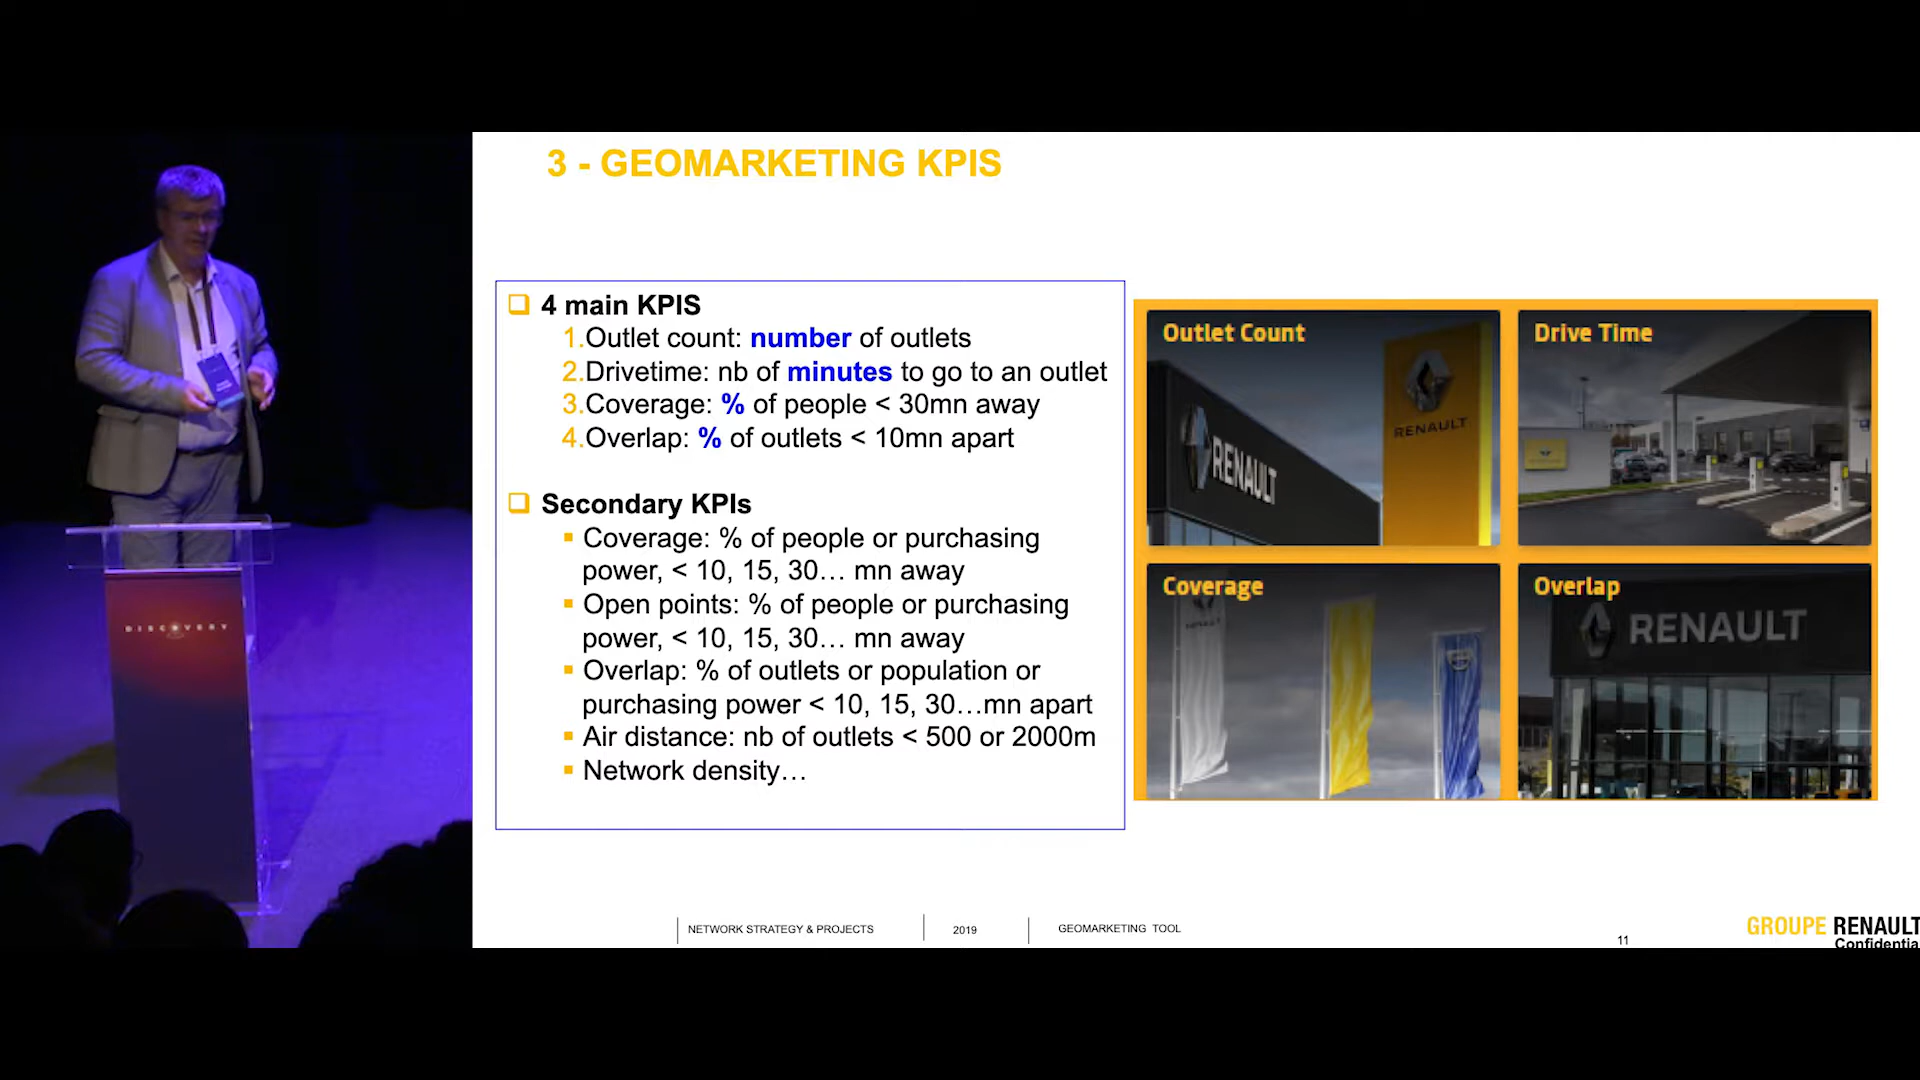 3 - GEOMARKETING KPIS
4 main KPIS
1.Outlet count: number of outlets
2.Drivetime: nb of minutes to go to an outlet
3.Coverage: % of people < 30mn away
4.Overlap: % of outlets < 10mn apart
Secondary KPIs
Coverage: % of people or purchasing
power, < 10, 15, 30… mn away
Open points: % of people or purchasing
power, < 10, 15, 30… mn away
Overlap: % of outlets or population or
purchasing power < 10, 15, 30…mn apart
Air distance: nb of outlets < 500 or 2000m
Network density…
Outlet Count
RENAULT
RENAULT
Drive Time
Coverage
Overlap
RENAULT
DISCOVERY
NETWORK STRATEGY & PROJECTS
2019
GEOMARKETING TOOL
11
GROUPE RENAULT
Confidentia